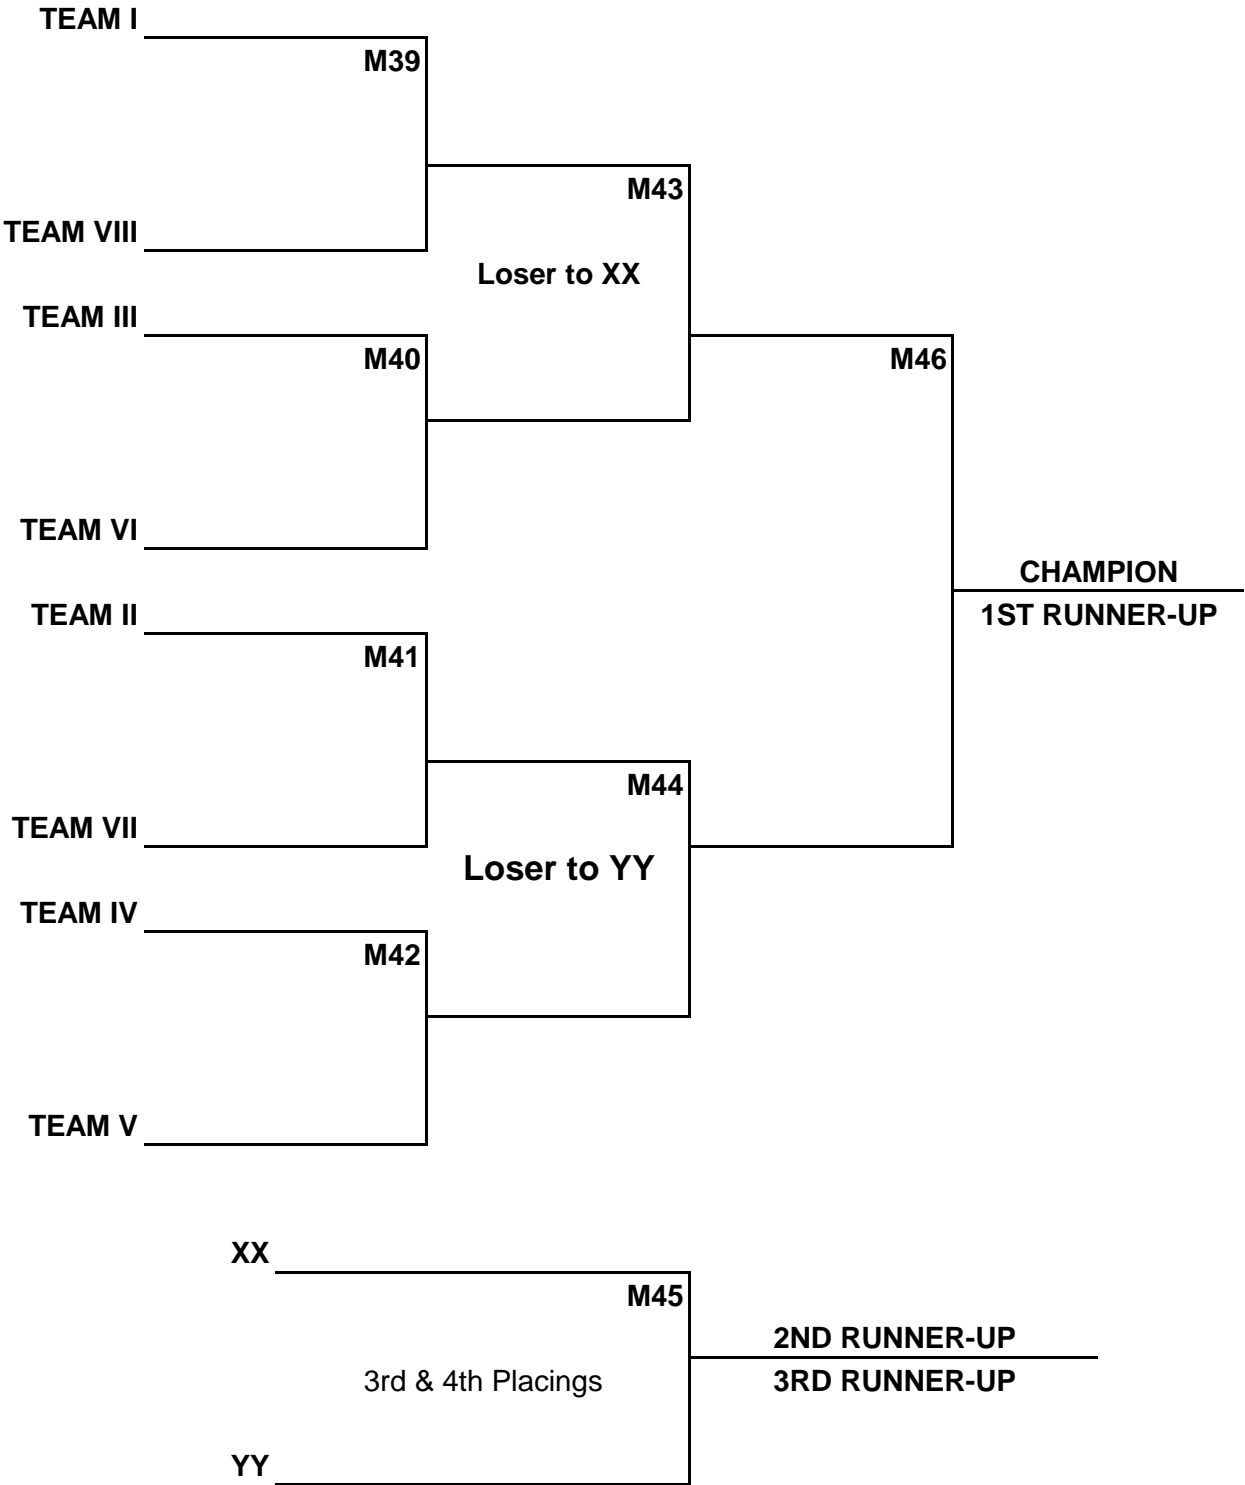 TEAM I
M39
M43
TEAM VIII
Loser to XX
TEAM III
M40
M46
TEAM VI
CHAMPION
TEAM II
1ST RUNNER-UP
M41
M44
TEAM VII
Loser to YY
TEAM IV
M42
TEAM V
XX
M45
2ND RUNNER-UP
3rd & 4th Placings
3RD RUNNER-UP
YY